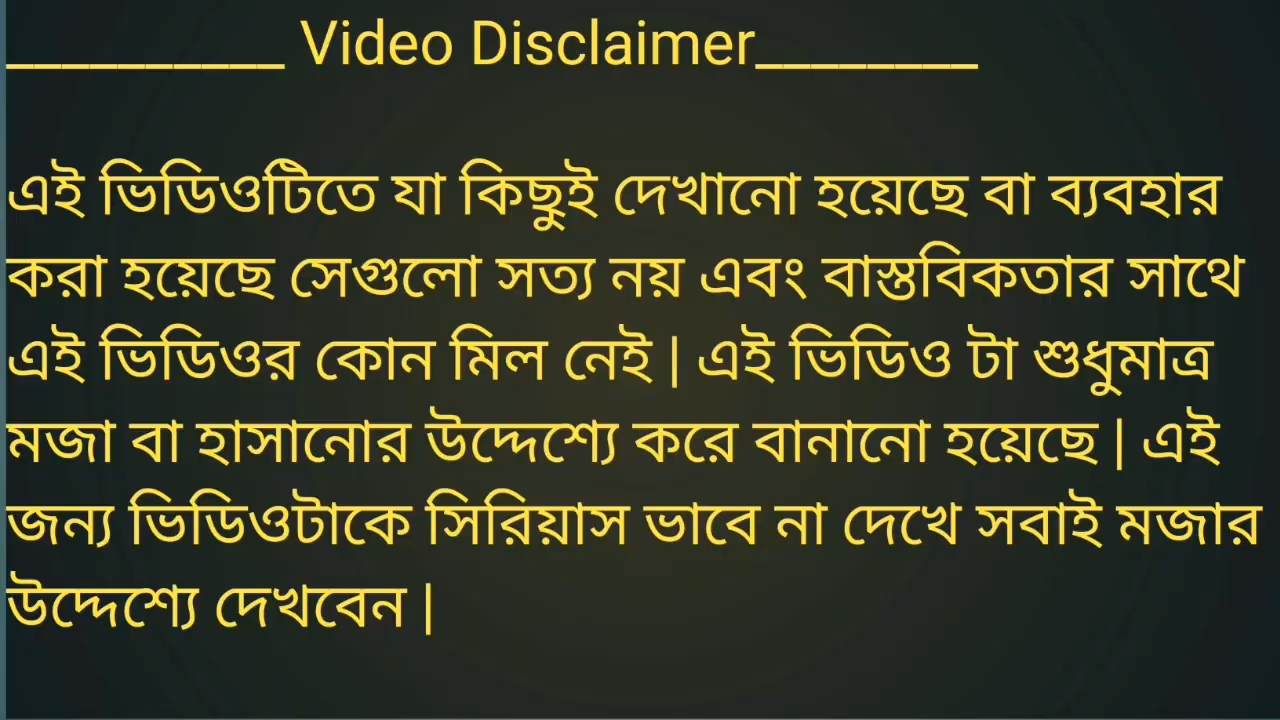 __________ Video Disclaimer________
এই ভিডিওটিতে যা কিছুই দেখানো হয়েছে বা ব্যবহার
করা হয়েছে সেগুলো সত্য নয় এবং বাস্তবিকতার সাথে
এই ভিডিওর কোন মিল নেই | এই ভিডিও টা শুধুমাত্র
মজা বা হাসানোর উদ্দেশ্যে করে বানানো হয়েছে | এই
জন্য ভিডিওটাকে সিরিয়াস ভাবে না দেখে সবাই মজার
উদ্দেশ্যে দেখবেন |